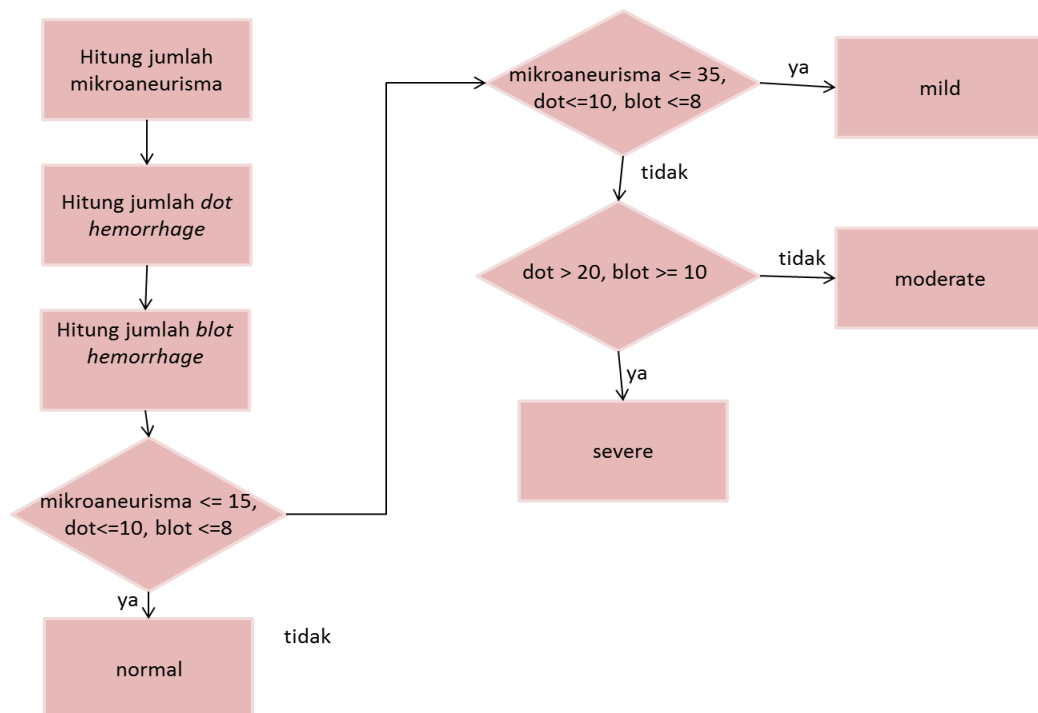 Hitung jumlah
mikroaneurisma
Hitung jumlah dot
hemorrhage
Hitung jumlah blot
hemorrhage
mikroaneurisma <= 15,
dot<=10, blot <=8
ya
normal
tidak
mikroaneurisma <= 35,
dot<=10, blot <=8
ya
mild
tidak
dot > 20, blot >= 10
tidak
moderate
ya
severe